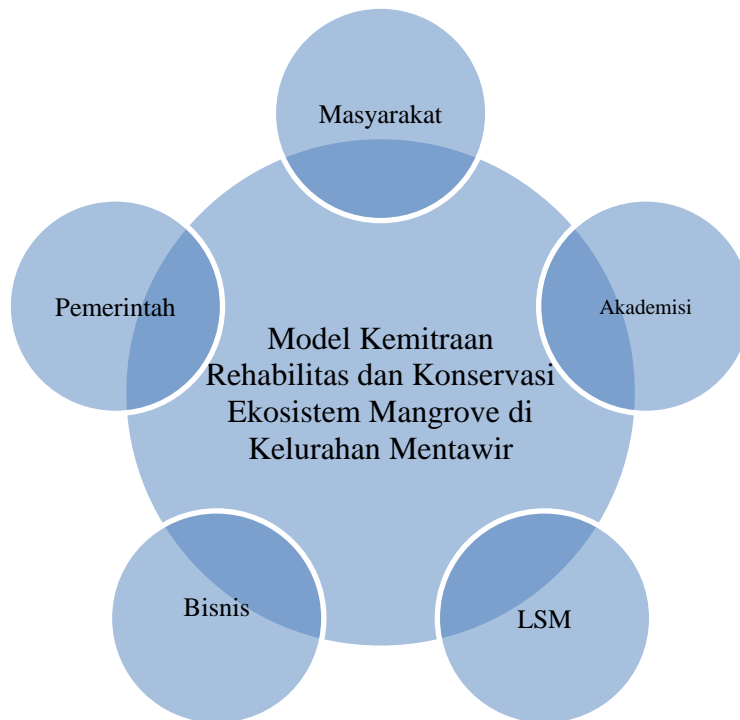 Masyarakat
Pemerintah
Akademisi
Model Kemitraan
Rehabilitas dan Konservasi
Ekosistem Mangrove di
Kelurahan Mentawir
Bisnis
LSM